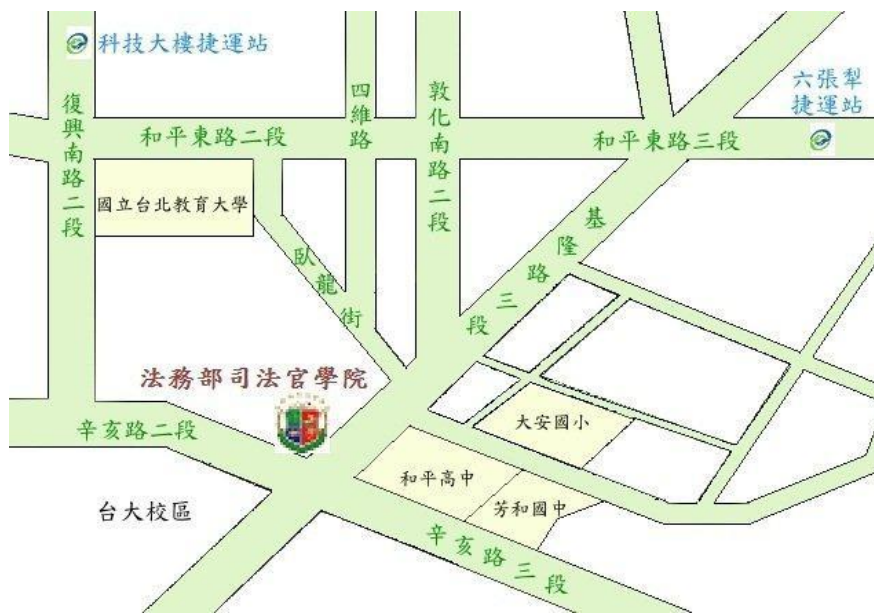 科技大樓捷運站
六張犁
捷運站
復興南路二段
和平東路二段
四維路
敦化南路二段
和平東路三段
國立台北教育大學
臥龍街
基隆路三段
法務部司法官學院
辛亥路二段
大安國小
和平高中
芳和國中
台大校區
辛亥路三段